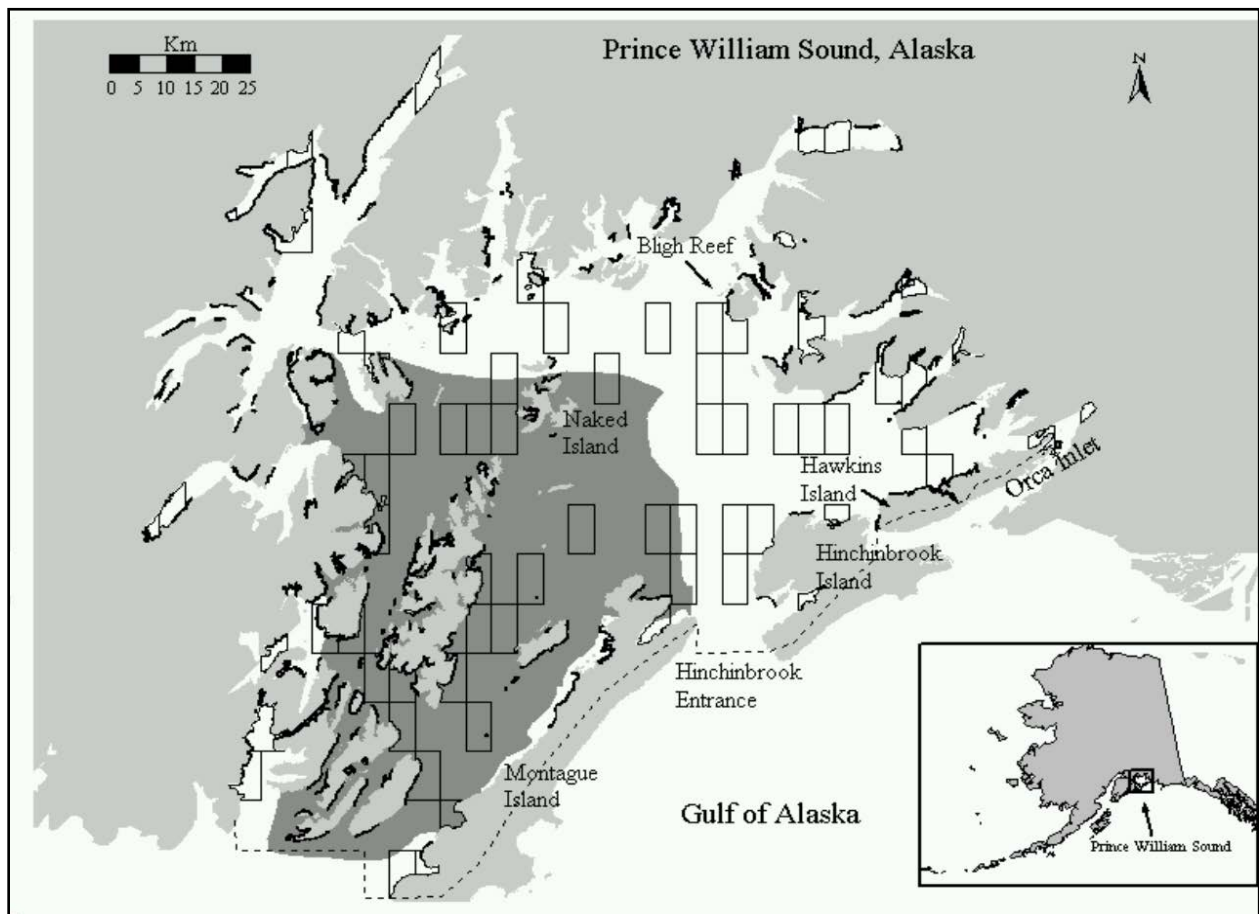 Prince William Sound, Alaska
Km
0 5 10 15 20 25
N
Bligh Reef
Naked
Island
Hawkins
Island
Orca Inlet
Hinchinbrook
Island
Hinchinbrook
Entrance
Montague
Island
Gulf of Alaska
Prince William Sound